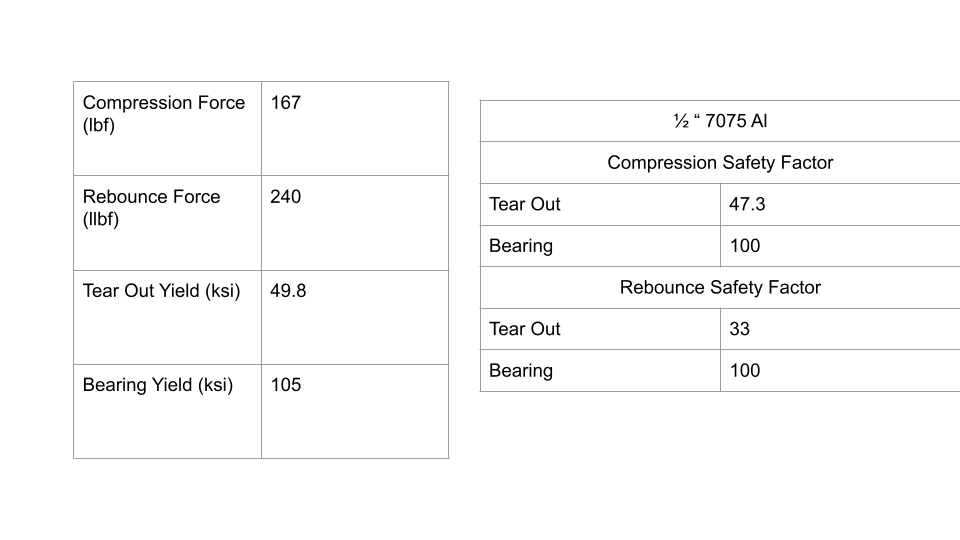 Compression Force
(lbf)
167
Rebounce Force
(llbf)
240
Tear Out Yield (ksi)
49.8
Bearing Yield (ksi)
105
½ “ 7075 Al
Compression Safety Factor
Tear Out
47.3
Bearing
100
Rebounce Safety Factor
Tear Out
33
Bearing
100